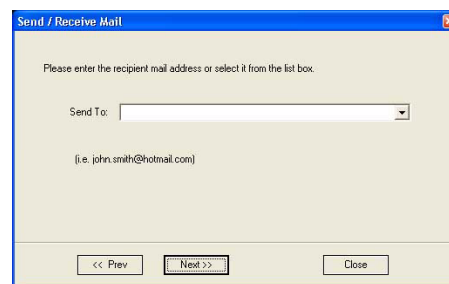 Send / Receive Mail
Please enter the recipient mail address or select it from the list box.
Send To:
(i.e. john.smith@hotmail.com)
<< Prev Next >> Close